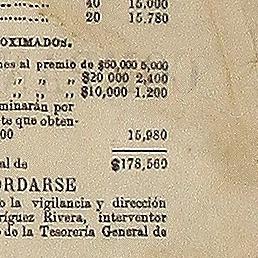 40 15,000
20 15.780
OXIMADOS.
nes al premio de $50,000 5,000
„ „ „ $20 000 2,400
„ „ „ $10,000 1.200
minarán por
te que obten-
00 15,980
al de $178,560
ORDARSE
o la vigilancia y dirección
ríguez Rivera, interventor
o de la Tesorería General de